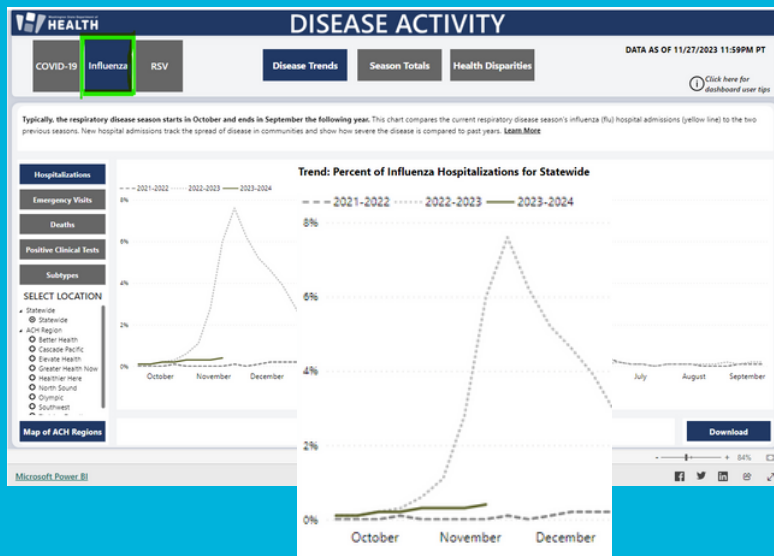 Washington State Department of
HEALTH
DISEASE ACTIVITY
COVID-19
Influenza
RSV
Disease Trends
Season Totals
Health Disparities
DATA AS OF 11/27/2023 11:59PM PT
Click here for
dashboard user tips
Typically, the respiratory disease season starts in October and ends in September the following year. This chart compares the current respiratory disease season's influenza (flu) hospital admissions (yellow line) to the two
previous seasons. New hospital admissions track the spread of disease in communities and show how severe the disease is compared to past years. Learn More
Hospitalizations
Emergency Visits
Deaths
Positive Clinical Tests
Subtypes
SELECT LOCATION
Statewide
Statewide
ACH Region
Better Health
Cascade Pacific
Elevate Health
Greater Health Now
Healthier Here
North Sound
Olympic
Southwest
Map of ACH Regions
2021-2022 2022-2023 2023-2024
8%
6%
4%
2%
0%
October November December
Trend: Percent of Influenza Hospitalizations for Statewide
2021-2022 2022-2023 2023-2024
8%
6%
4%
2%
0%
October November December
July August September
Download
- + 84%
Microsoft Power BI